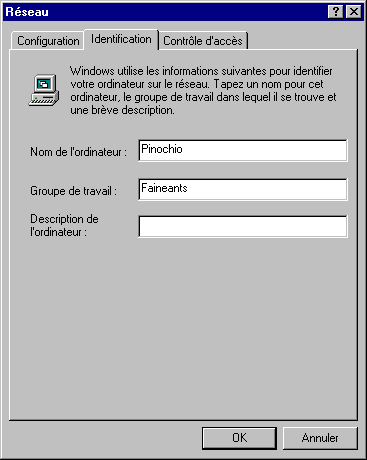 Réseau
Configuration Identification Contrôle d'accès
Windows utilise les informations suivantes pour identifier
votre ordinateur sur le réseau. Tapez un nom pour cet
ordinateur, le groupe de travail dans lequel il se trouve et
une brève description.
Nom de l'ordinateur : Pinochio
Groupe de travail : Faineants
Description de
l'ordinateur :
OK Annuler